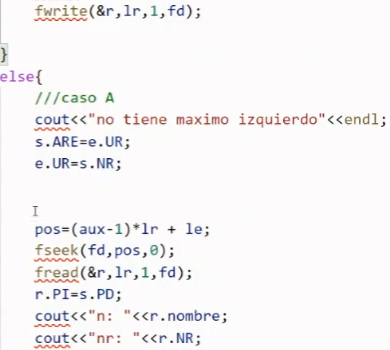 fwrite(&r,lr,1,fd);
}
else{
///caso A
cout<<"no tiene maximo izquierdo"<<endl;
s.ARE=e.UR;
e.UR=s.NR;
pos=(aux-1)*lr + le;
fseek(fd,pos,0);
fread(&r,lr,1,fd);
r.PI=s.PD;
cout<<"n: "<<r.nombre;
cout<<"nr: "<<r.NR;